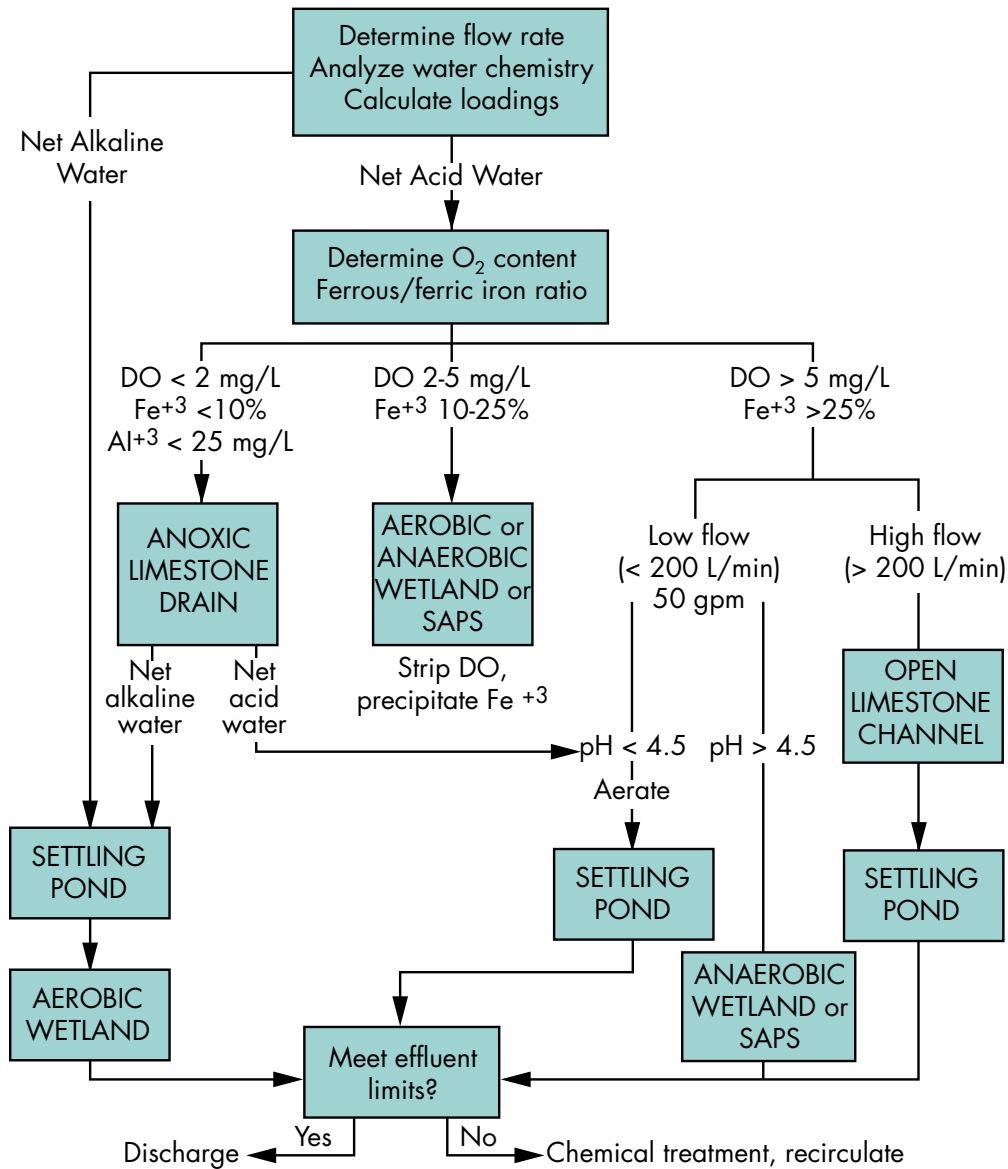 Determine flow rate
Analyze water chemistry
Calculate loadings
Net Alkaline
Water
Net Acid Water
Determine O₂ content
Ferrous/ferric iron ratio
DO < 2 mg/L
Fe+3 <10%
Al+3 < 25 mg/L
DO 2-5 mg/L
Fe+3 10-25%
DO > 5 mg/L
Fe+3 >25%
ANOXIC
LIMESTONE
DRAIN
AEROBIC or
ANAEROBIC
WETLAND or
SAPS
Low flow
(< 200 L/min)
50 gpm
High flow
(> 200 L/min)
Net
alkaline
water
Net
acid
water
Strip DO,
precipitate Fe +3
OPEN
LIMESTONE
CHANNEL
pH < 4.5
pH > 4.5
Aerate
SETTLING
POND
SETTLING
POND
SETTLING
POND
AEROBIC
WETLAND
ANAEROBIC
WETLAND or
SAPS
Meet effluent
limits?
Yes
No
Discharge
Chemical treatment, recirculate